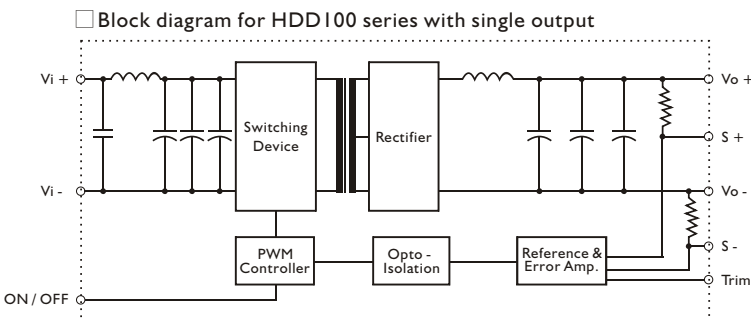 Block diagram for HDD100 series with single output
Vi +
Vo +
Switching
Device
Rectifier
S +
Vi -
Vo -
PWM
Controller
Opto -
Isolation
Reference &
Error Amp.
S -
Trim
ON / OFF